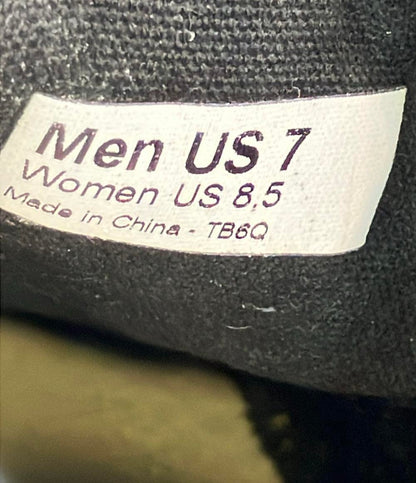 Men US 7
Women US 8.5
Made in China - TB6Q